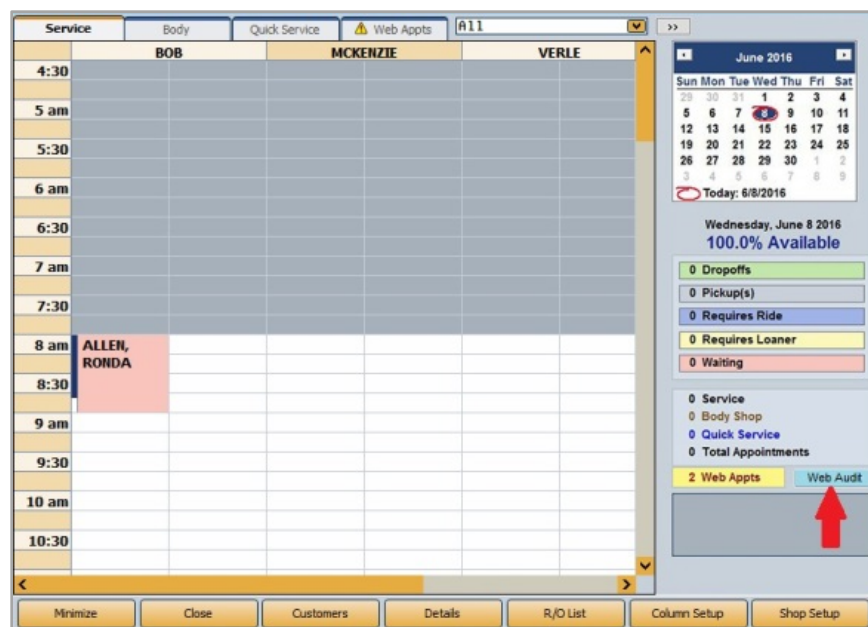 Service Body Quick Service Web Appts All >>
BOB MCKENZIE VERLE
4:30
5 am
5:30
6 am
6:30
7 am
7:30
8 am ALLEN,
RONDA
8:30
9 am
9:30
10 am
10:30
Minimize Close Customers Details R/O List Column Setup Shop Setup
June 2016
Sun Mon Tue Wed Thu Fri Sat
29 30 31 1 2 3 4
5 6 7 8 9 10 11
12 13 14 15 16 17 18
19 20 21 22 23 24 25
26 27 28 29 30 1 2
3 4 5 6 7 8 9
Today: 6/8/2016
Wednesday, June 8 2016
100.0% Available
0 Dropoffs
0 Pickup(s)
0 Requires Ride
0 Requires Loaner
0 Waiting
0 Service
0 Body Shop
0 Quick Service
0 Total Appointments
2 Web Appts Web Audit